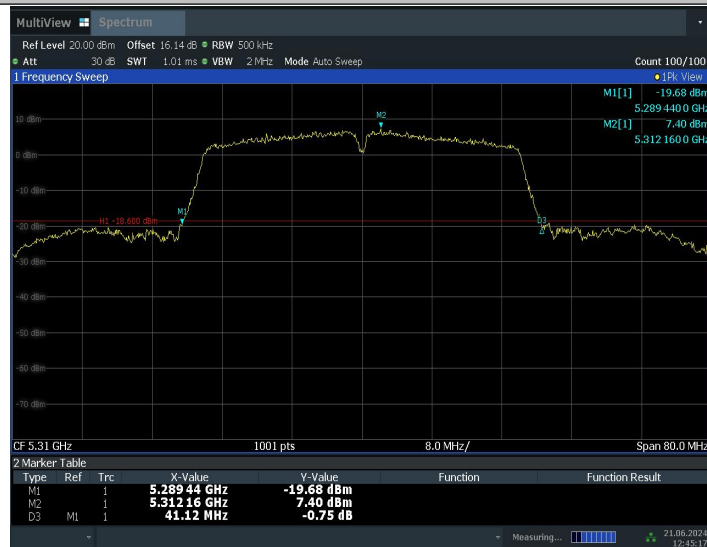 MultiView Spectrum
Ref Level 20.00 dBm Offset 16.14 dB RBW 500 kHz
Att 30 dB SWT 1.01 ms VBW 2 MHz Mode Auto Sweep Count 100/100
1 Frequency Sweep 1Pk View
M1[1] -19.68 dBm
5.289 440 0 GHz
M2[1] 7.40 dBm
5.312 160 0 GHz
M2
10 dBm
0 dBm
-10 dBm
M1
H1 -18.600 dBm
D3
-20 dBm
-30 dBm
-40 dBm
-50 dBm
-60 dBm
-70 dBm
CF 5.31 GHz 1001 pts 8.0 MHz/ Span 80.0 MHz
2 Marker Table
Type Ref Trc X-Value Y-Value Function Function Result
M1 1 5.289 44 GHz -19.68 dBm
M2 1 5.312 16 GHz 7.40 dBm
D3 M1 1 41.12 MHz -0.75 dB
Measuring... 21.06.2024
12:45:17